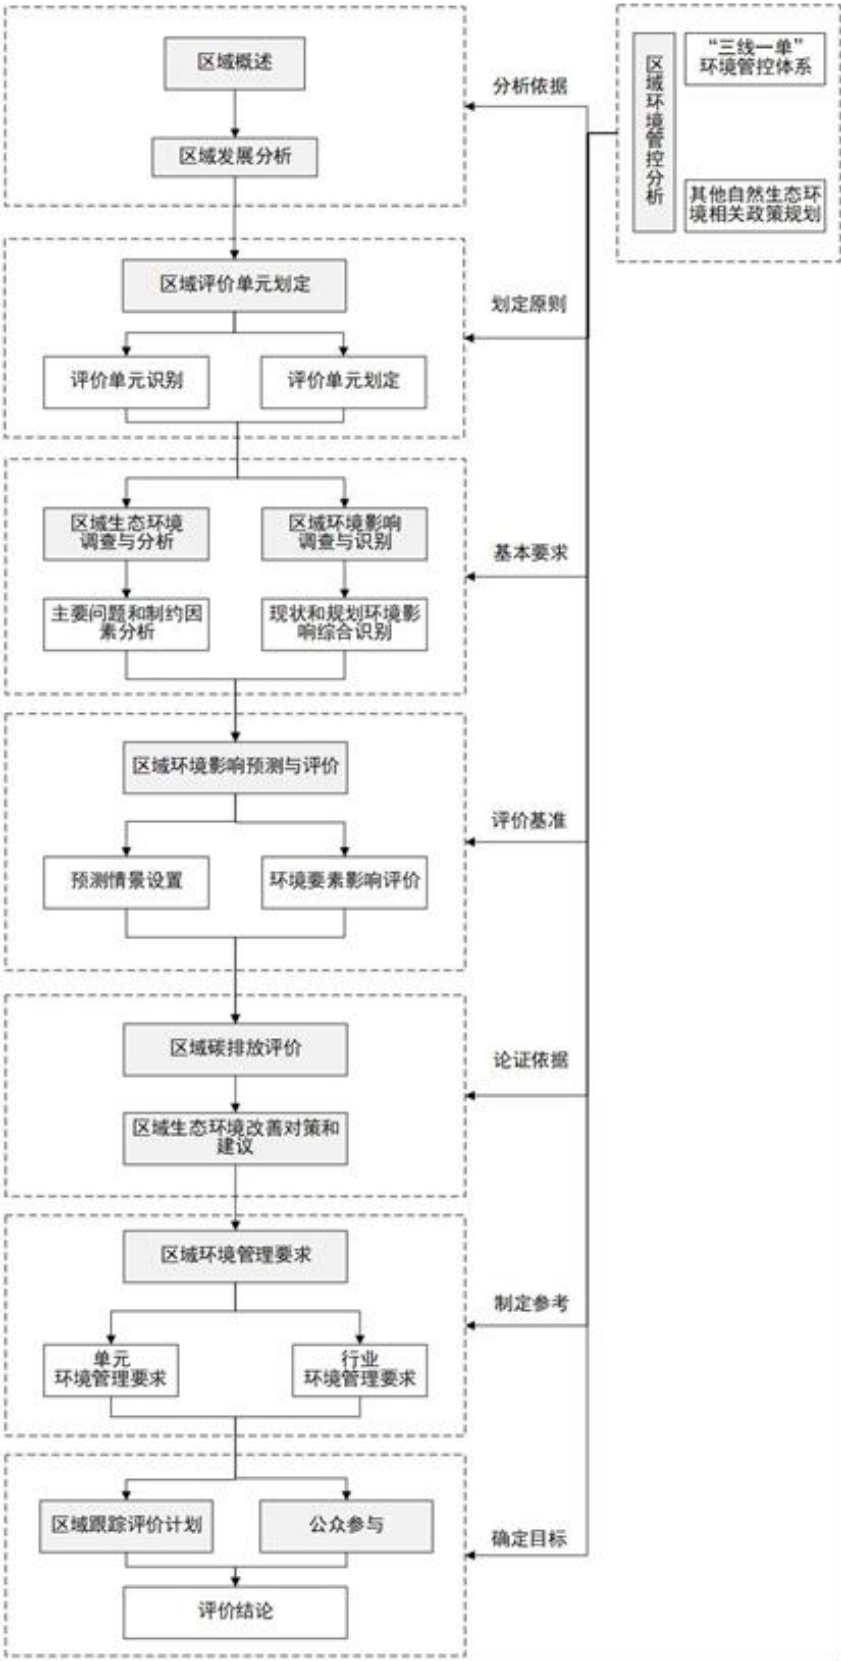 区域概述
区域发展分析
分析依据
区域环境管控分析
“三线一单”
环境管控体系
其他自然生态环
境相关政策规划
区域评价单元划定
评价单元识别
评价单元划定
划定原则
区域生态环境
调查与分析
区域环境影响
调查与识别
主要问题和制约因
素分析
现状和规划环境影
响综合识别
基本要求
区域环境影响预测与评价
预测情景设置
环境要素影响评价
评价基准
区域碳排放评价
区域生态环境改善对策和
建议
论证依据
区域环境管理要求
单元
环境管理要求
行业
环境管理要求
制定参考
区域跟踪评价计划
公众参与
评价结论
确定目标